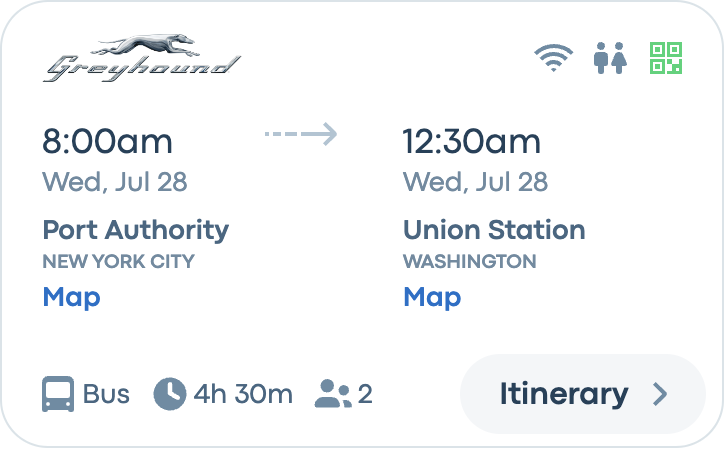 Greyhound
8:00am
12:30am
Wed, Jul 28
Wed, Jul 28
Port Authority
Union Station
NEW YORK CITY
WASHINGTON
Map
Map
Bus
4h 30m
2
Itinerary